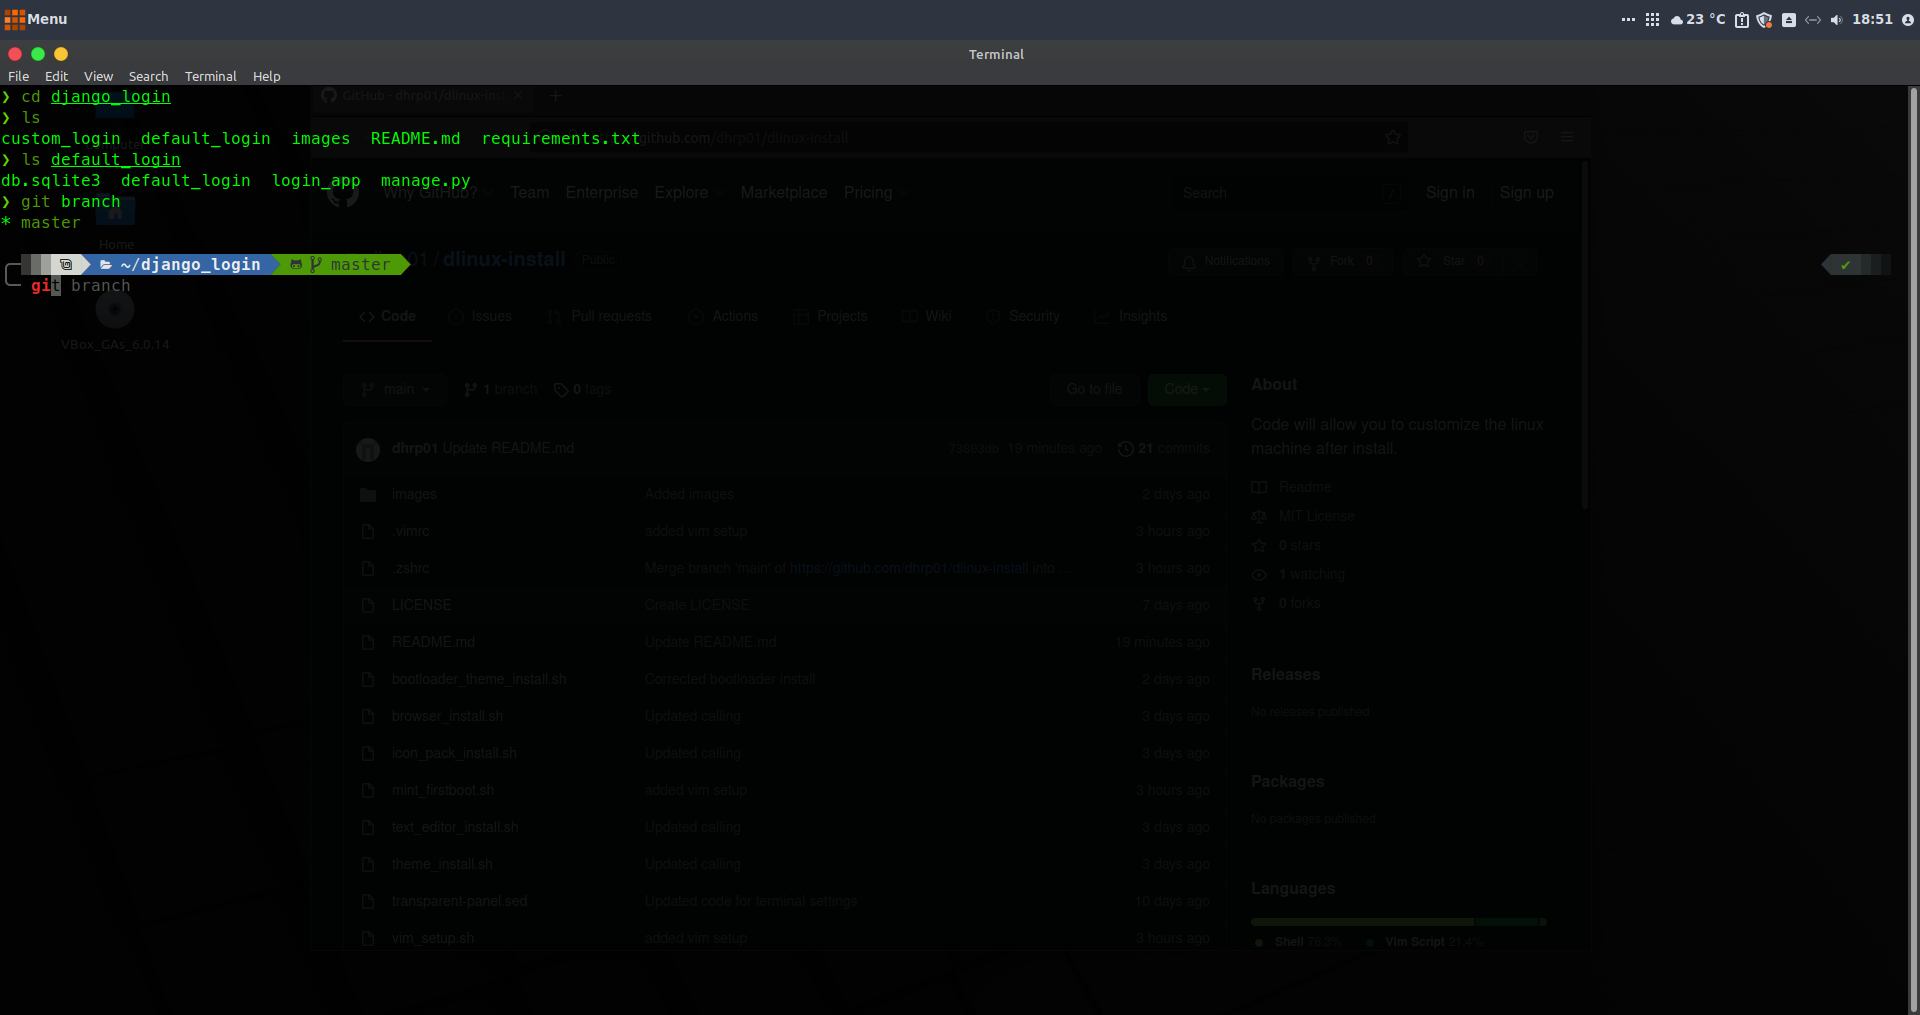 Menu
23 °C
18:51
Terminal
File Edit View Search Terminal Help
❯ cd django_login
❯ ls
custom_login default_login images README.md requirements.txt
❯ ls default_login
db.sqlite3 default_login login_app manage.py
❯ git branch
* master
~/django_login master
git branch
Home
VBox_GAs_6.0.14
GitHub - dhrp01/dlinux-in
github.com/dhrp01/dlinux-install
Why GitHub? Team Enterprise Explore Marketplace Pricing Search / Sign in Sign up
01 / dlinux-install Public Notifications Fork 0 Star 0
Code Issues Pull requests Actions Projects Wiki Security Insights
main 1 branch 0 tags Go to file Code
dhrp01 Update README.md 19 minutes ago 21 commits
images Added images 2 days ago
.vimrc added vim setup 3 hours ago
.zshrc Merge branch 'main' of https://github.com/dhrp01/dlinux-install into ... 3 hours ago
LICENSE Create LICENSE 7 days ago
README.md Update README.md 19 minutes ago
bootloader_theme_install.sh Corrected bootloader install 2 days ago
browser_install.sh Updated calling 3 days ago
icon_pack_install.sh Updated calling 3 days ago
mint_firstboot.sh added vim setup 3 hours ago
text_editor_install.sh Updated calling 3 days ago
theme_install.sh Updated calling 3 days ago
transparent-panel.sed Updated code for terminal settings 10 days ago
vim_setup.sh added vim setup 3 hours ago
About
Code will allow you to customize the linux
machine after install.
Readme
MIT License
0 stars
1 watching
0 forks
Releases
No releases published
Packages
No packages published
Languages
Shell 76.3% Vim Script 21.4%